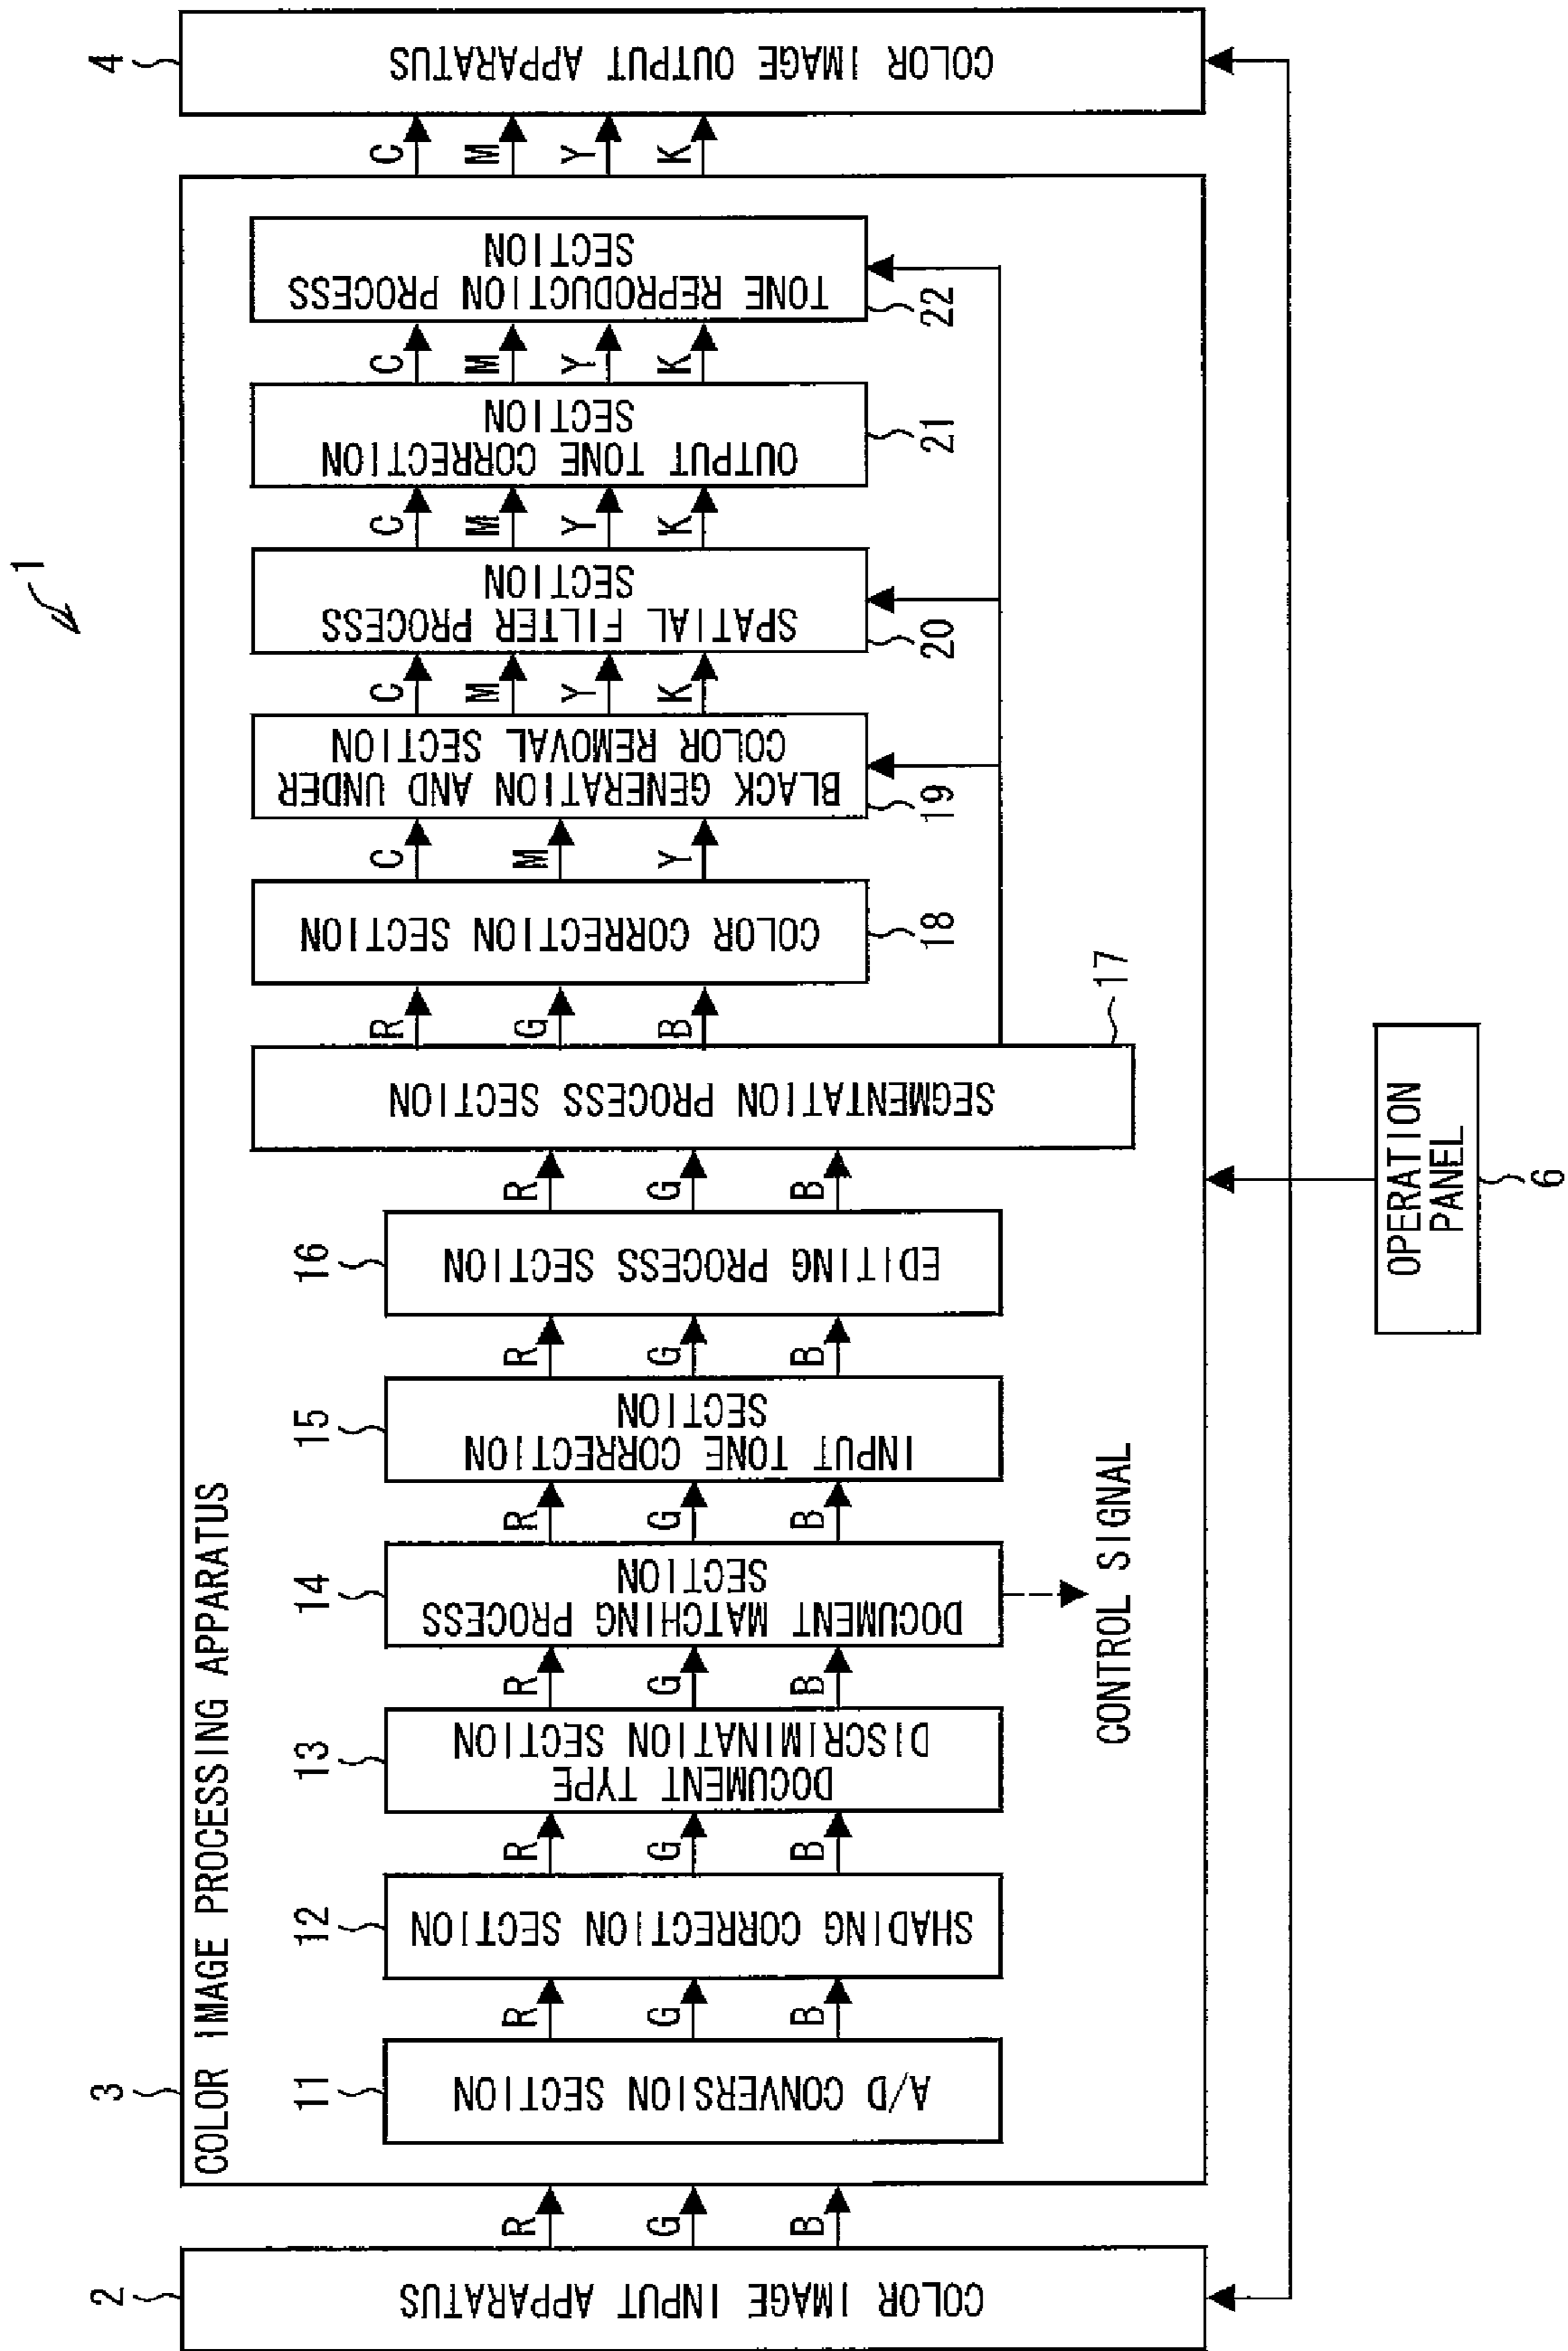 1
2
COLOR IMAGE INPUT APPARATUS
R
G
B
3
COLOR IMAGE PROCESSING APPARATUS
11
A/D CONVERSION SECTION
R
G
B
12
SHADING CORRECTION SECTION
R
G
B
13
DOCUMENT TYPE
DISCRIMINATION SECTION
R
G
B
14
DOCUMENT MATCHING PROCESS
SECTION
CONTROL SIGNAL
R
G
B
15
INPUT TONE CORRECTION
SECTION
R
G
B
16
EDITING PROCESS SECTION
R
G
B
SEGMENTATION PROCESS SECTION
17
R
G
B
COLOR CORRECTION SECTION
18
C
M
Y
BLACK GENERATION AND UNDER
COLOR REMOVAL SECTION
19
C
M
Y
K
SPATIAL FILTER PROCESS
SECTION
20
C
M
Y
K
OUTPUT TONE CORRECTION
SECTION
21
C
M
Y
K
TONE REPRODUCTION PROCESS
SECTION
22
C
M
Y
K
4
COLOR IMAGE OUTPUT APPARATUS
OPERATION
PANEL
6